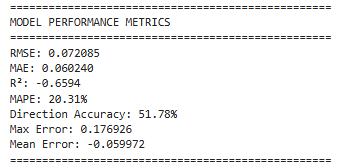 ==================================================
MODEL PERFORMANCE METRICS
==================================================
RMSE: 0.072085
MAE: 0.060240
R²: -0.6594
MAPE: 20.31%
Direction Accuracy: 51.78%
Max Error: 0.176926
Mean Error: -0.059972
==================================================